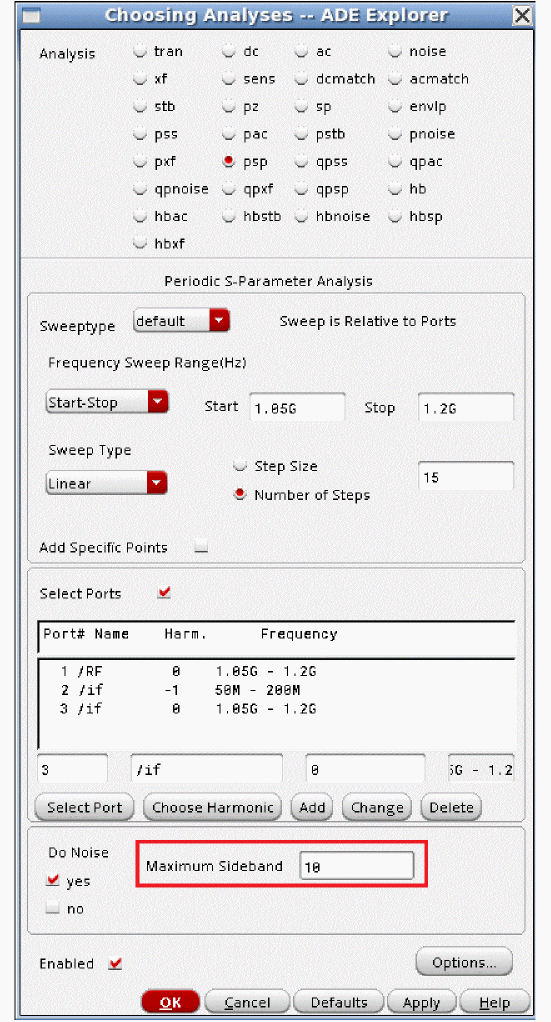 Choosing Analyses -- ADE Explorer
Analysis tran dc ac noise
xf sens dcmatch acmatch
stb pz sp envlp
pss pac pstb pnoise
pxf psp qpss qpac
qpnoise qpxf qpsp hb
hbac hbstb hbnoise hbsp
hbxf
Periodic S-Parameter Analysis
Sweeptype default Sweep is Relative to Ports
Frequency Sweep Range(Hz)
Start-Stop Start 1.05G Stop 1.2G
Sweep Type
Linear
Step Size
Number of Steps
15
Add Specific Points
Select Ports
Port# Name Harm. Frequency
1 /RF 0 1.05G - 1.2G
2 /if -1 50M - 200M
3 /if 0 1.05G - 1.2G
3 /if 0 5G - 1.2
Select Port Choose Harmonic Add Change Delete
Do Noise
yes
no
Maximum Sideband 10
Enabled
Options...
OK Cancel Defaults Apply Help